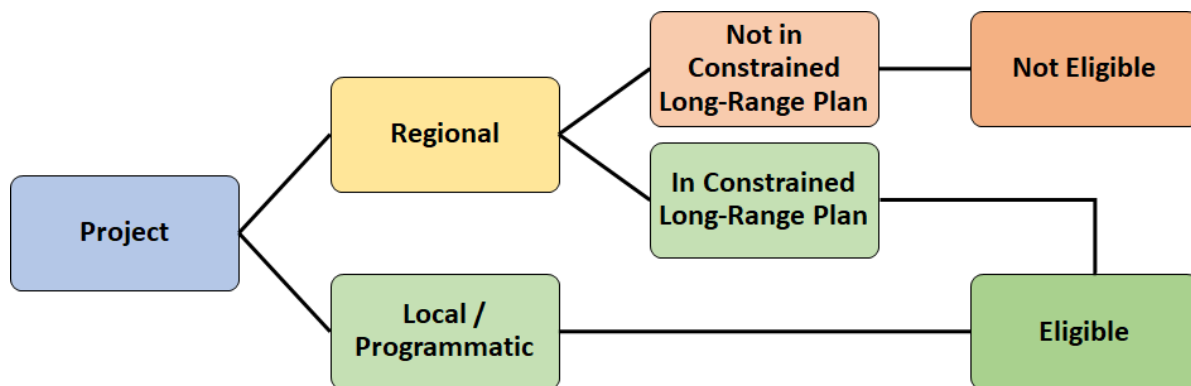 Not in
Constrained
Long-Range Plan
Not Eligible
Regional
In Constrained
Long-Range Plan
Project
Local /
Programmatic
Eligible